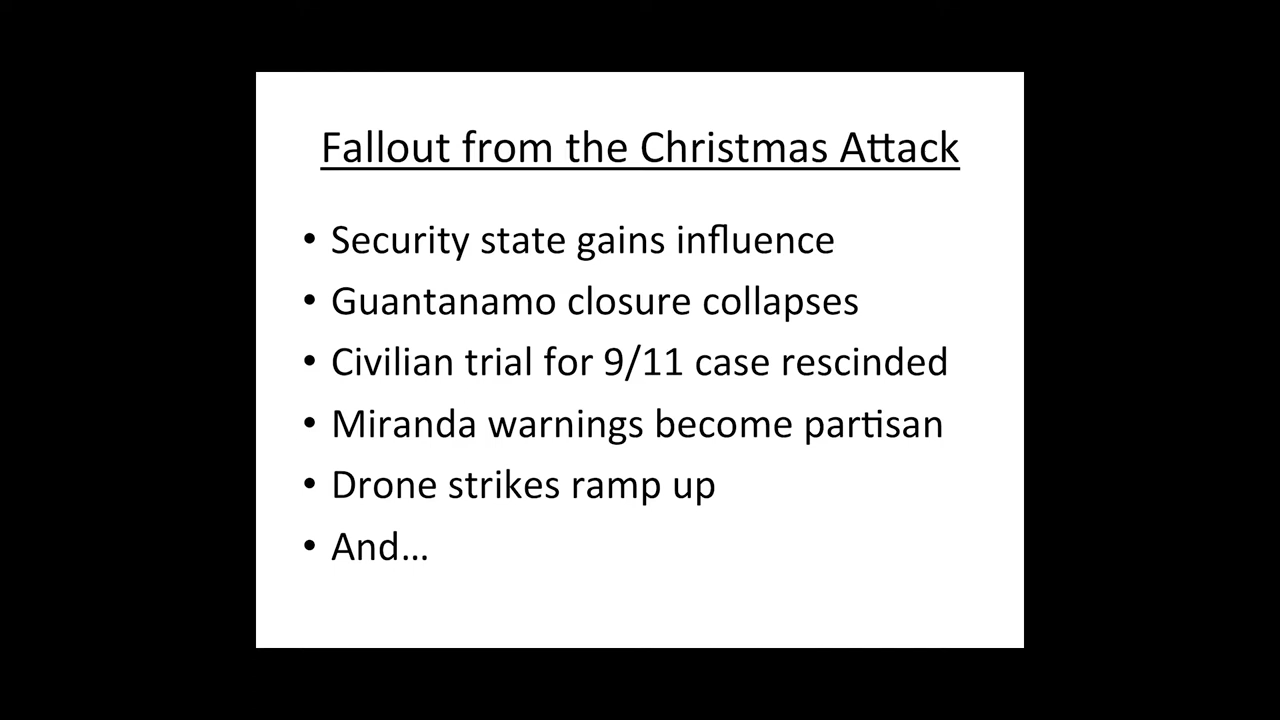 Fallout from the Christmas Attack
• Security state gains influence
• Guantanamo closure collapses
• Civilian trial for 9/11 case rescinded
• Miranda warnings become partisan
• Drone strikes ramp up
• And…